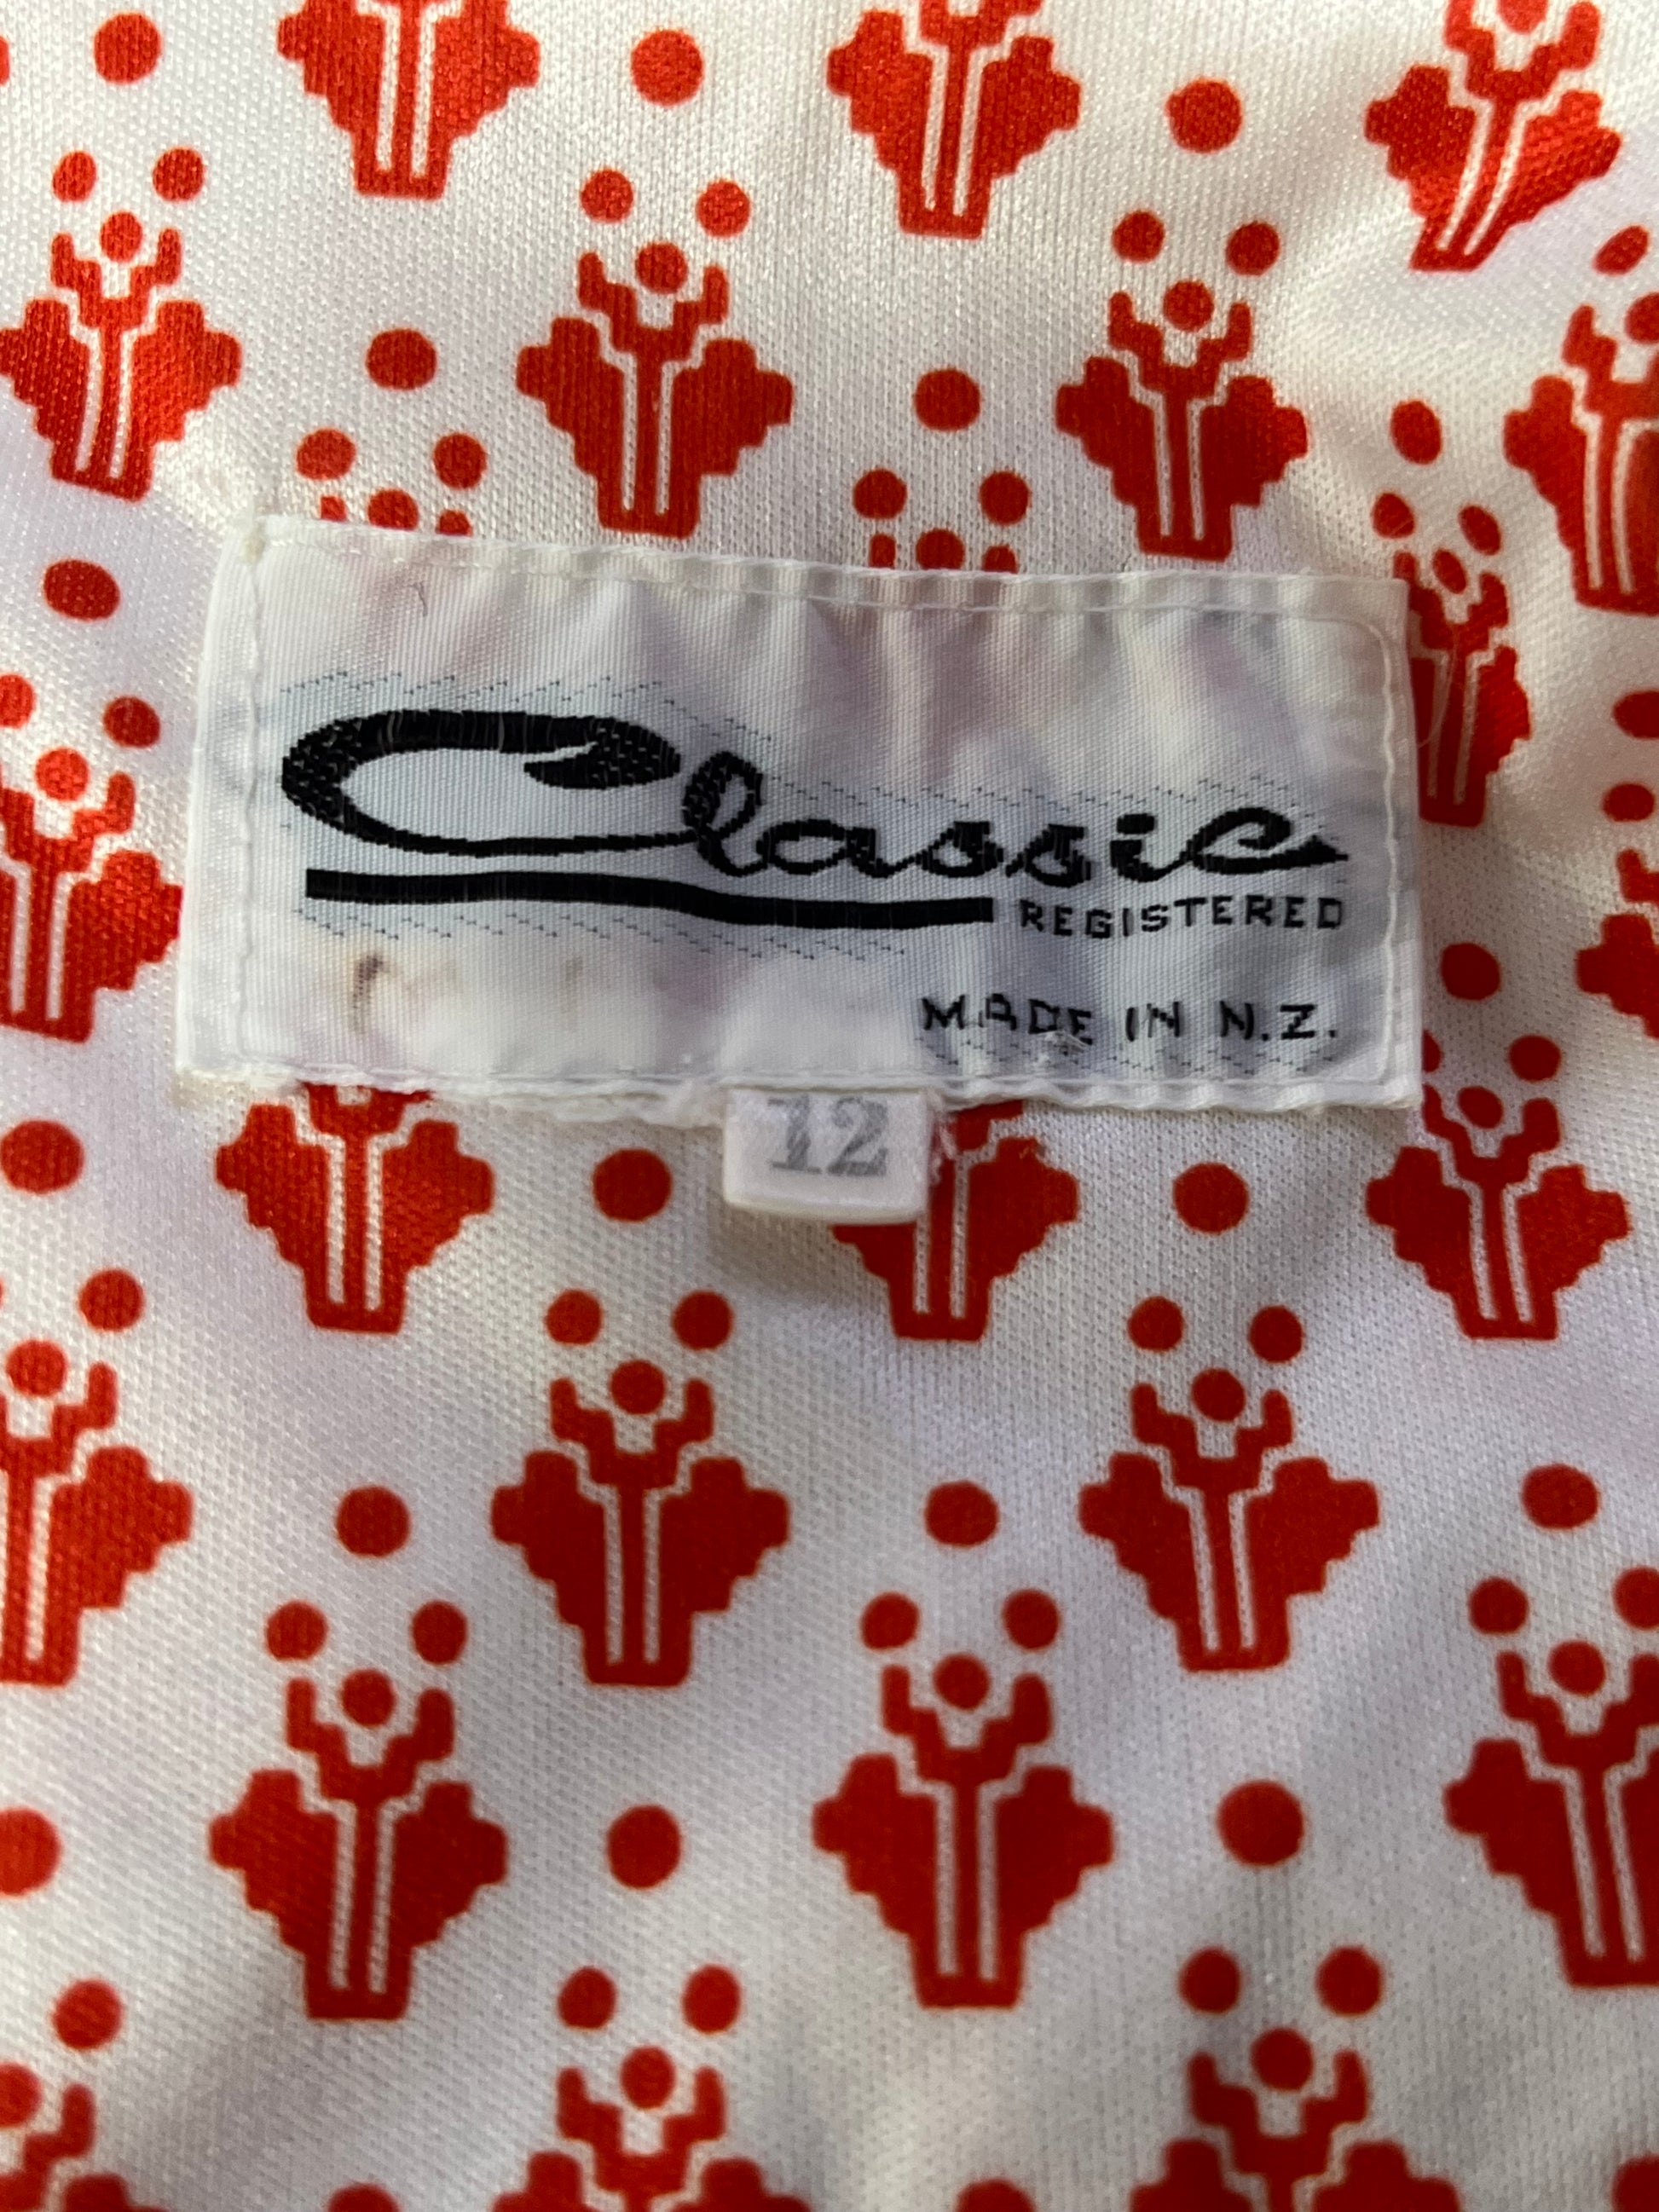 Classic
REGISTERED
MADE IN N.Z.
12